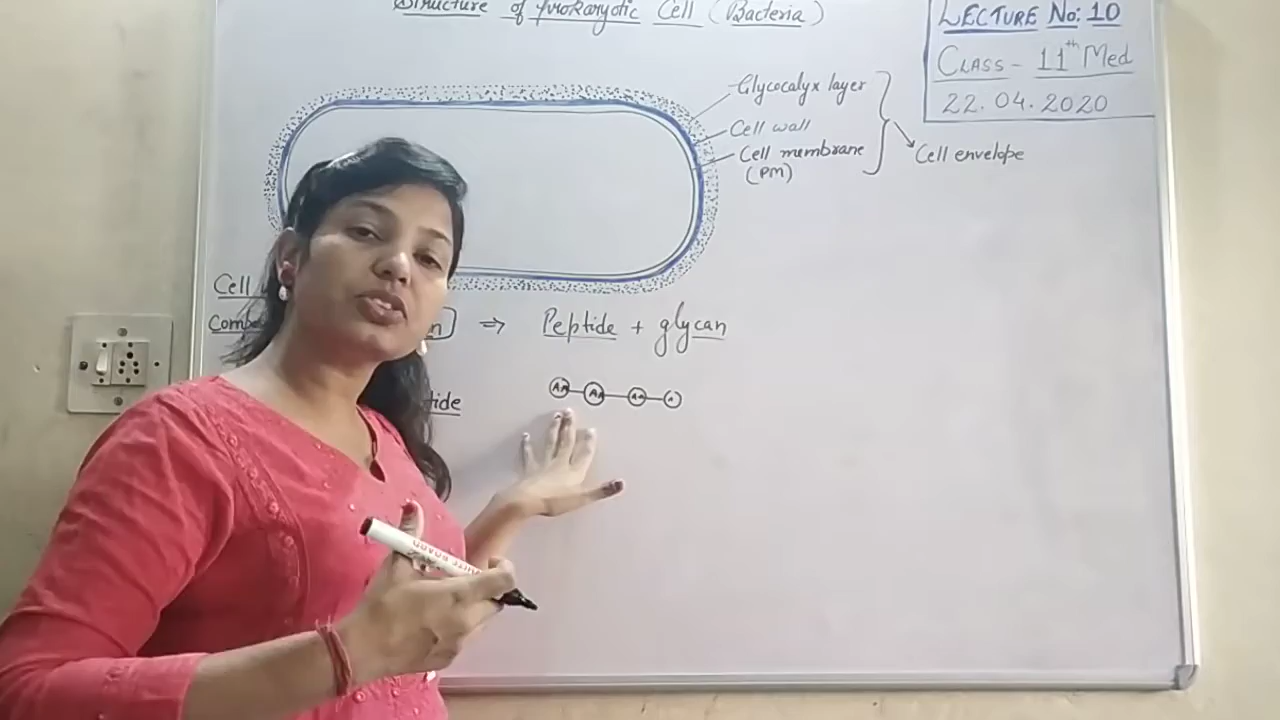 Structure of Prokaryotic Cell (Bacteria)
LECTURE No: 10
CLASS - 11th Med
22.04.2020
Glycocalyx layer
Cell wall
Cell membrane
(PM)
Cell envelope
Cell
⇒ Peptide + glycan